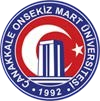 ÇANAKKALE ONSEKİZ MART ÜNİVERSİTESİ
• 1992 •